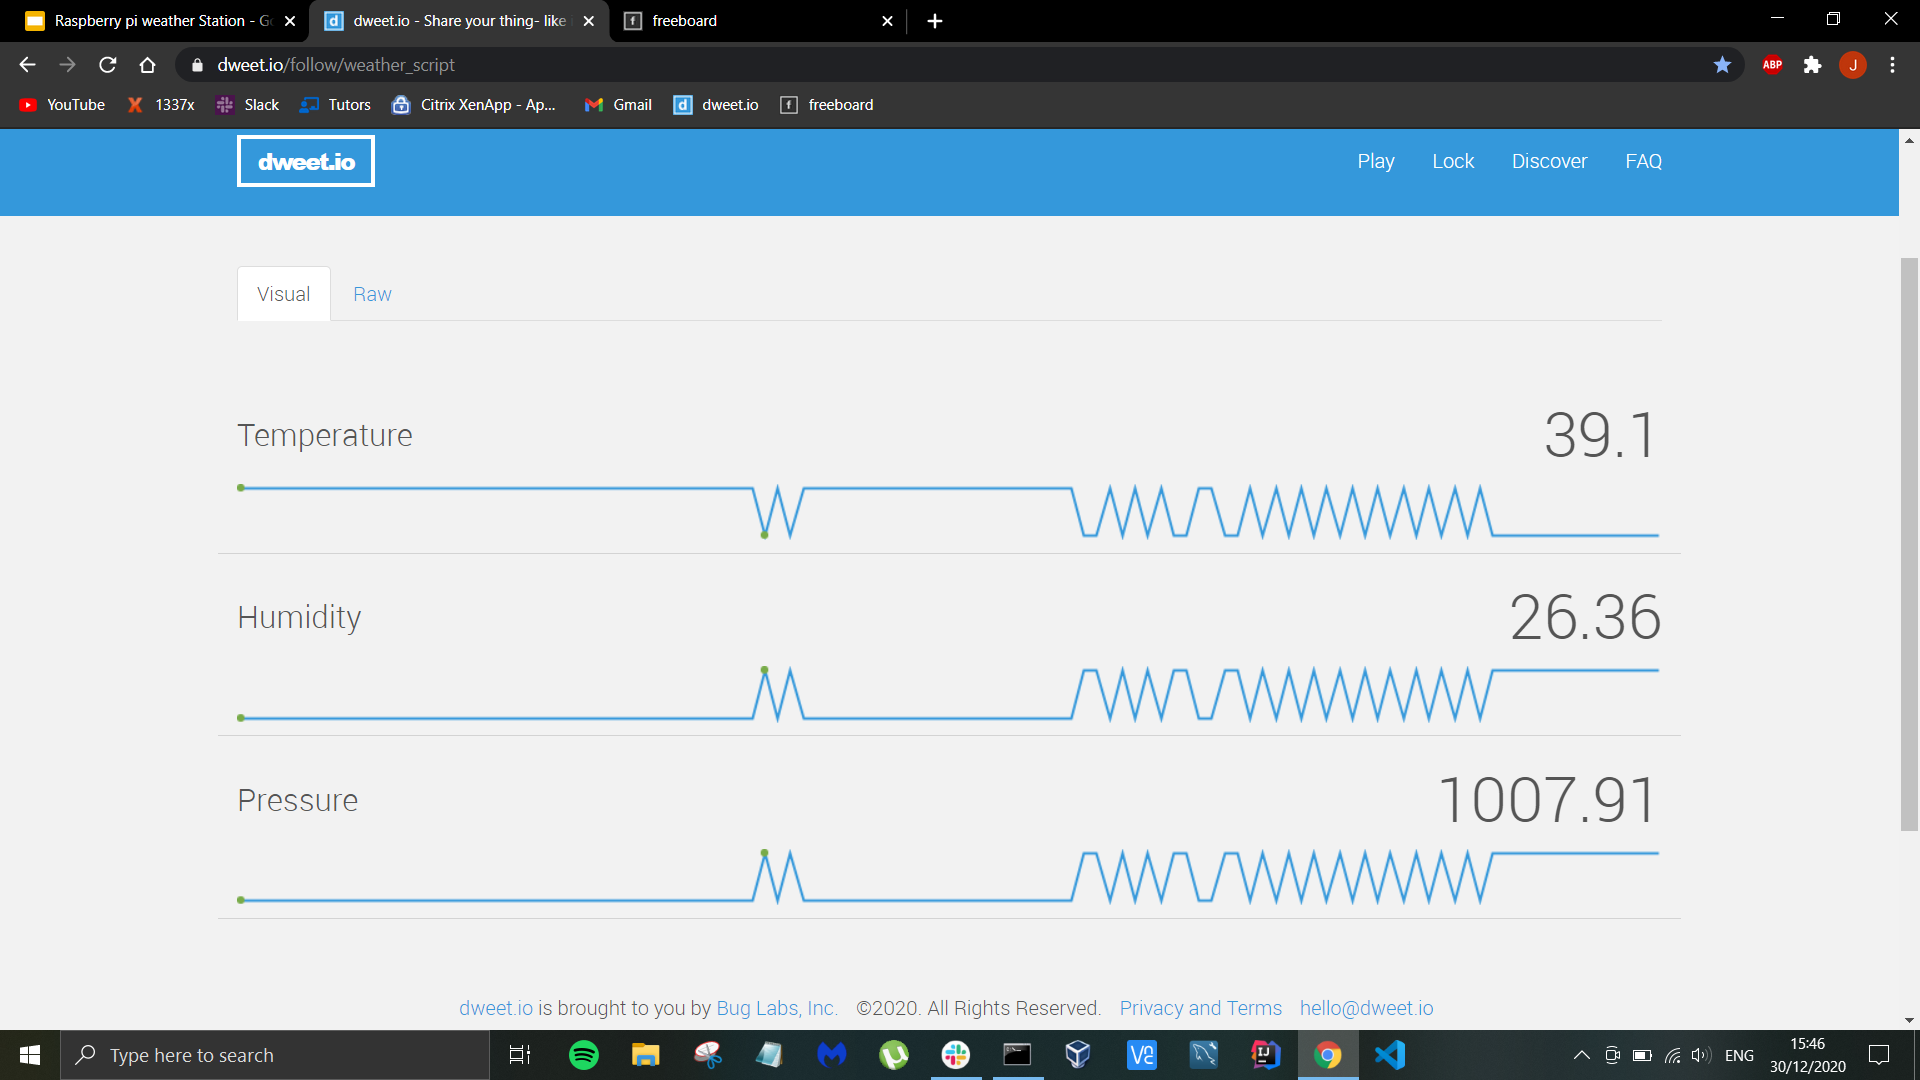 Raspberry pi weather Station - Go
dweet.io - Share your thing- like i
freeboard
dweet.io/follow/weather_script
ABP
J
YouTube
1337x
Slack
Tutors
Citrix XenApp - Ap...
Gmail
dweet.io
freeboard
dweet.io
Play
Lock
Discover
FAQ
Visual
Raw
Temperature
39.1
Humidity
26.36
Pressure
1007.91
dweet.io is brought to you by Bug Labs, Inc. ©2020. All Rights Reserved. Privacy and Terms hello@dweet.io
Type here to search
ENG
15:46
30/12/2020